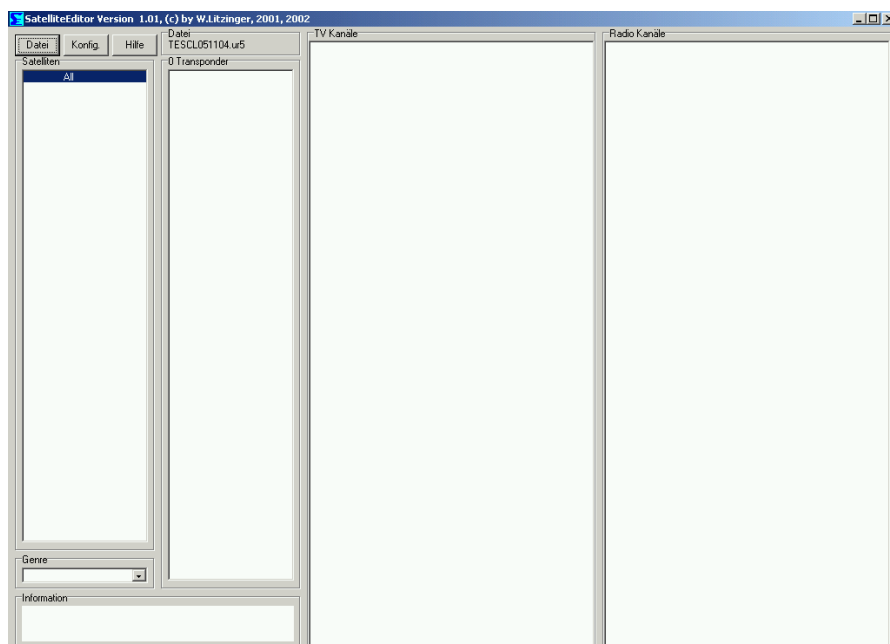 SatelliteEditor Version 1.01, (c) by W.Litzinger, 2001, 2002
Datei
Konfig.
Hilfe
Datei
TESCL051104.ur5
TV Kanäle
Radio Kanäle
Satelliten
All
0 Transponder
Genre
Information